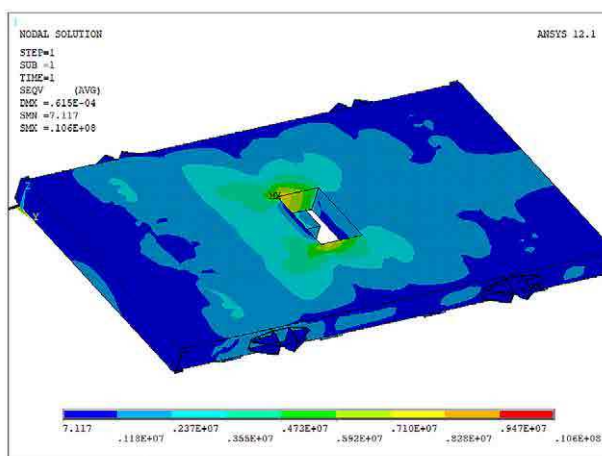 1
NODAL SOLUTION
ANSYS 12.1
STEP=1
SUB =1
TIME=1
SEQV (AVG)
DMX =.615E-04
SMN =7.117
SMX =.106E+08
MX
Z
Y
7.117 .237E+07 .473E+07 .710E+07 .947E+07
.118E+07 .355E+07 .592E+07 .828E+07 .106E+08